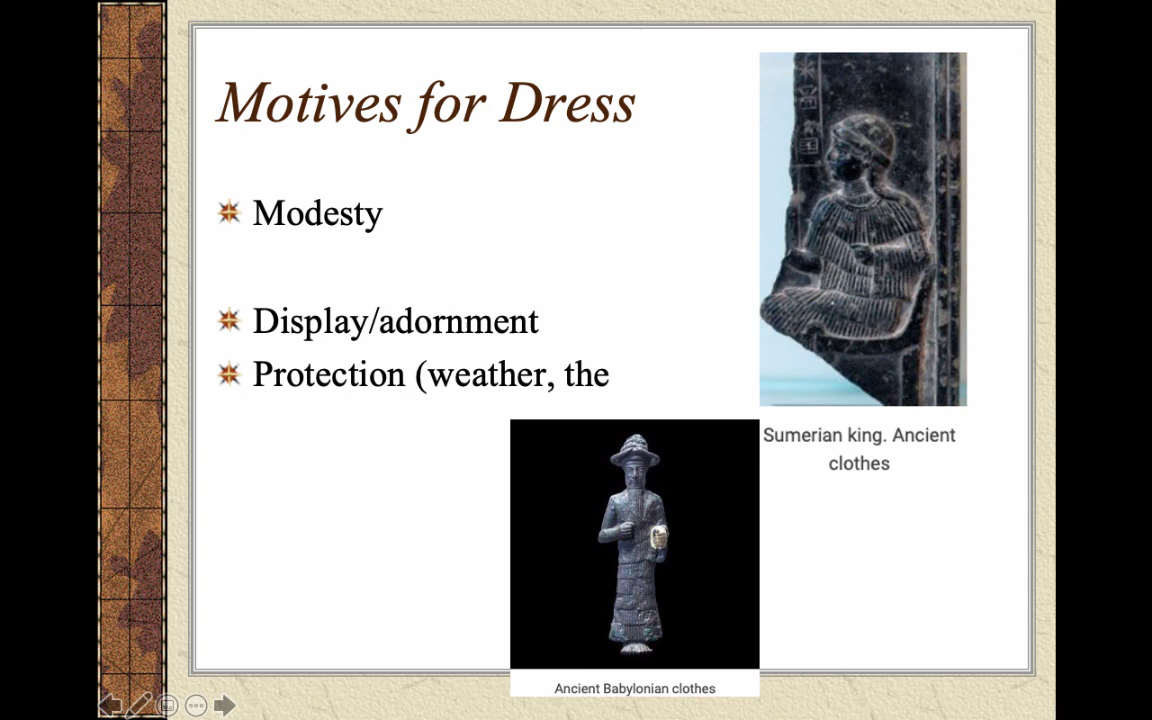 Motives for Dress
Modesty
Display/adornment
Protection (weather, the
Sumerian king. Ancient
clothes
Ancient Babylonian clothes